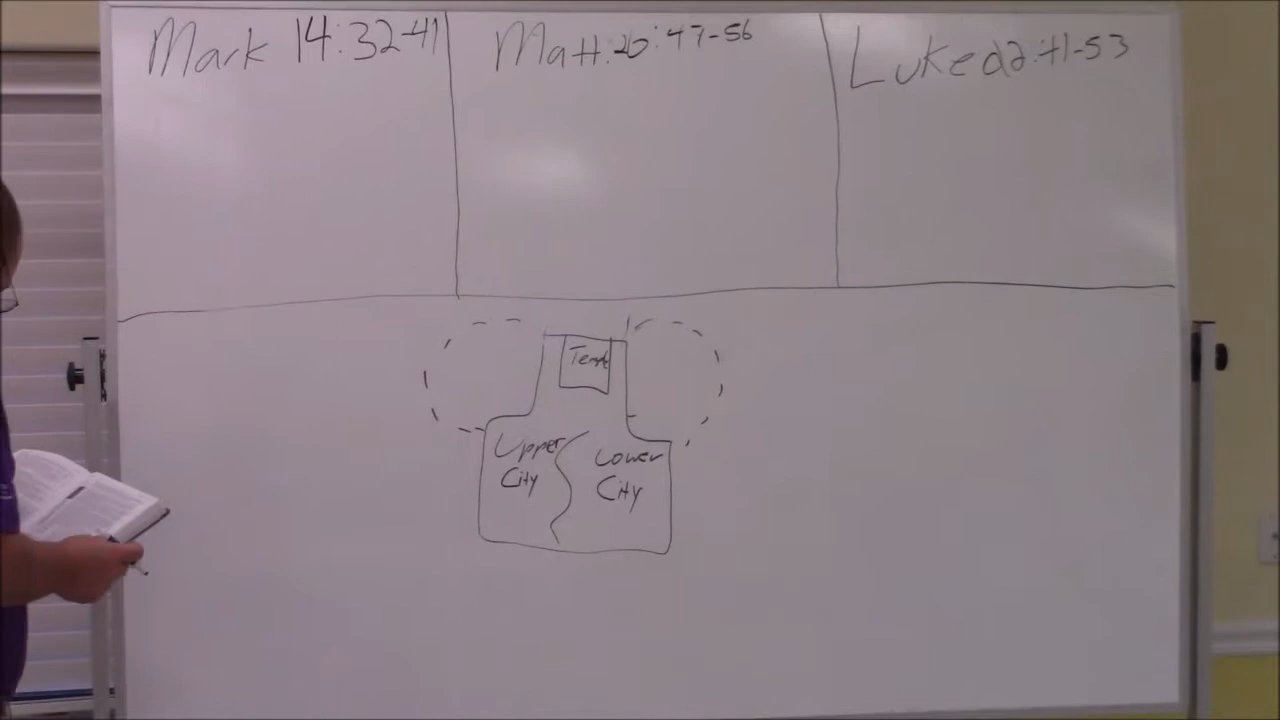 Mark 14:32-41
Matt. 26:47-56
Luke 22:41-53
Temple
Upper
City
Lower
City